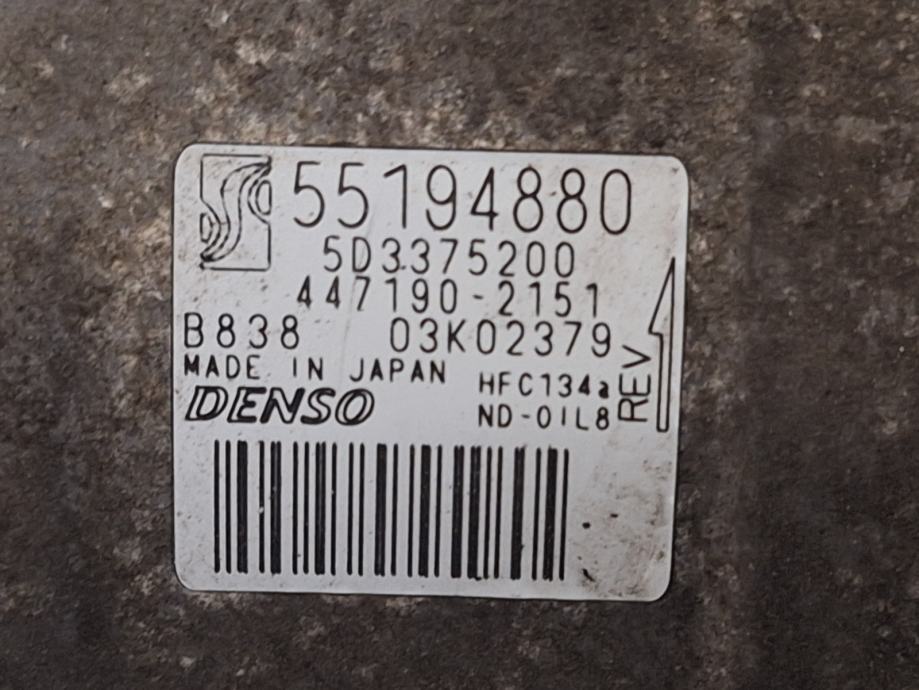 55194880
5D3375200
447190-2151
B838 03K02379
MADE IN JAPAN HFC134a
DENSO ND-OIL8
REV